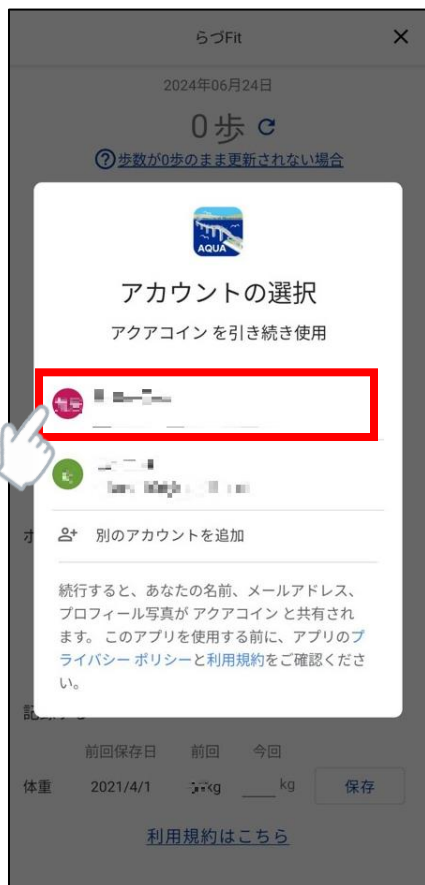 らづFit
2024年06月24日
0歩
歩数が0歩のまま更新されない場合
AQUA
アカウントの選択
アクアコイン を引き続き使用
別のアカウントを追加
続行すると、あなたの名前、メールアドレス、
プロフィール写真が アクアコイン と共有され
ます。 このアプリを使用する前に、アプリのプ
ライバシー ポリシーと利用規約をご確認くださ
い。
前回保存日 前回 今回
体重 2021/4/1 kg kg 保存
利用規約はこちら